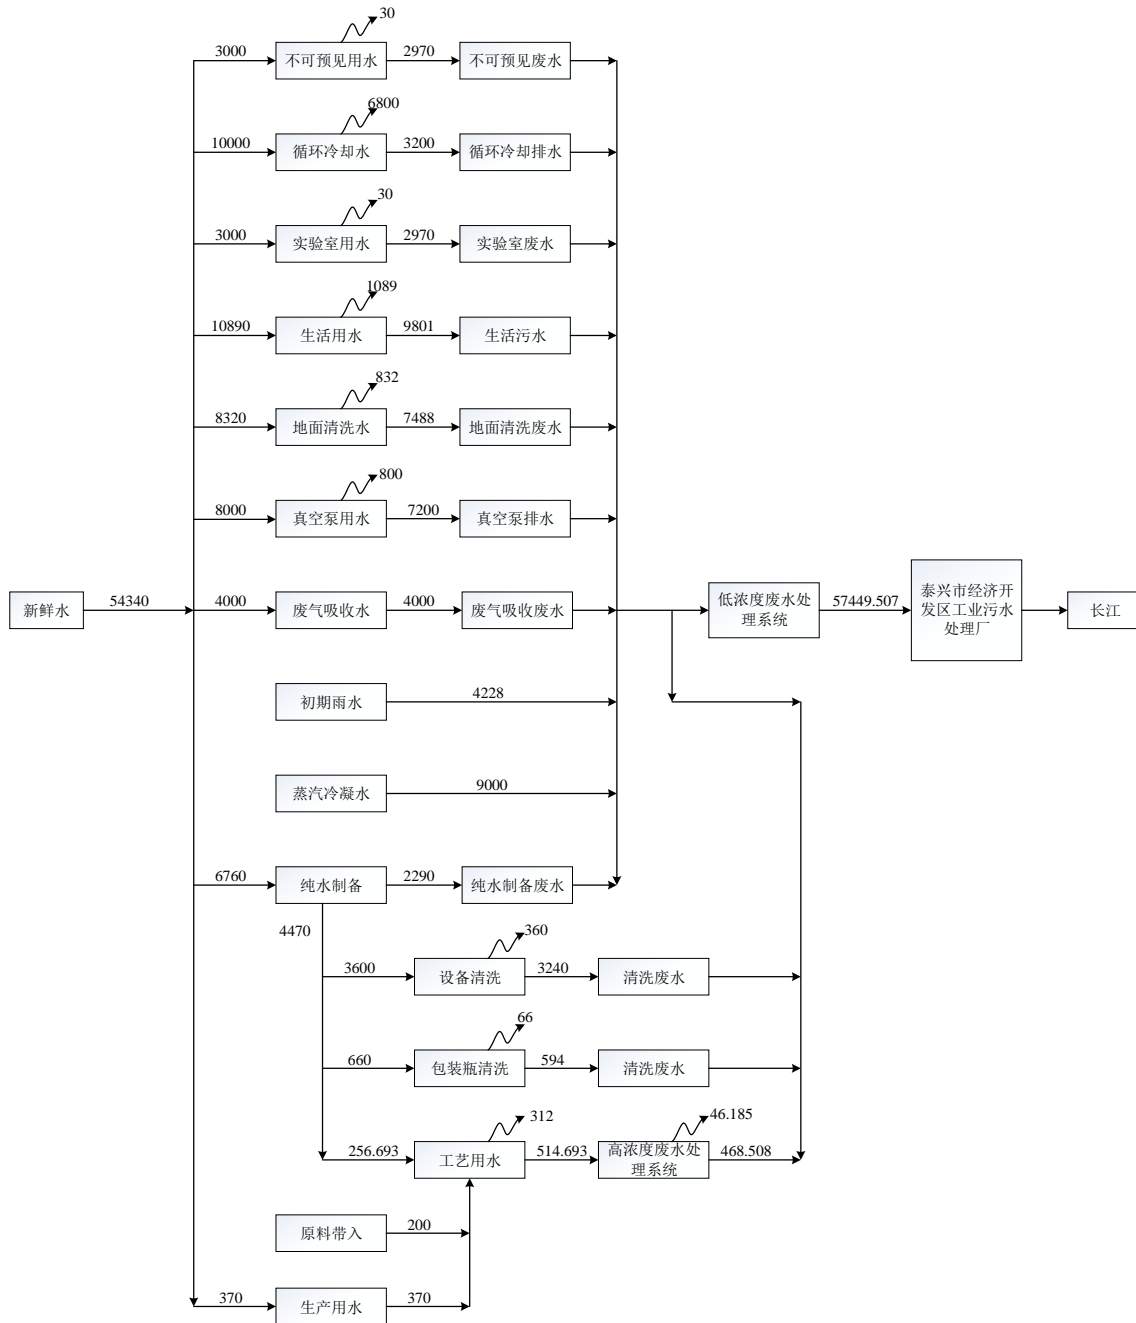 30
3000
不可预见用水
2970
不可预见废水
6800
10000
循环冷却水
3200
循环冷却排水
30
3000
实验室用水
2970
实验室废水
1089
10890
生活用水
9801
生活污水
832
8320
地面清洗水
7488
地面清洗废水
800
8000
真空泵用水
7200
真空泵排水
新鲜水
54340
4000
废气吸收水
4000
废气吸收废水
低浓度废水处
理系统
57449.507
泰兴市经济开
发区工业污水
处理厂
长江
初期雨水
4228
蒸汽冷凝水
9000
6760
纯水制备
2290
纯水制备废水
4470
360
3600
设备清洗
3240
清洗废水
66
660
包装瓶清洗
594
清洗废水
312
46.185
256.693
工艺用水
514.693
高浓度废水处
理系统
468.508
原料带入
200
370
生产用水
370